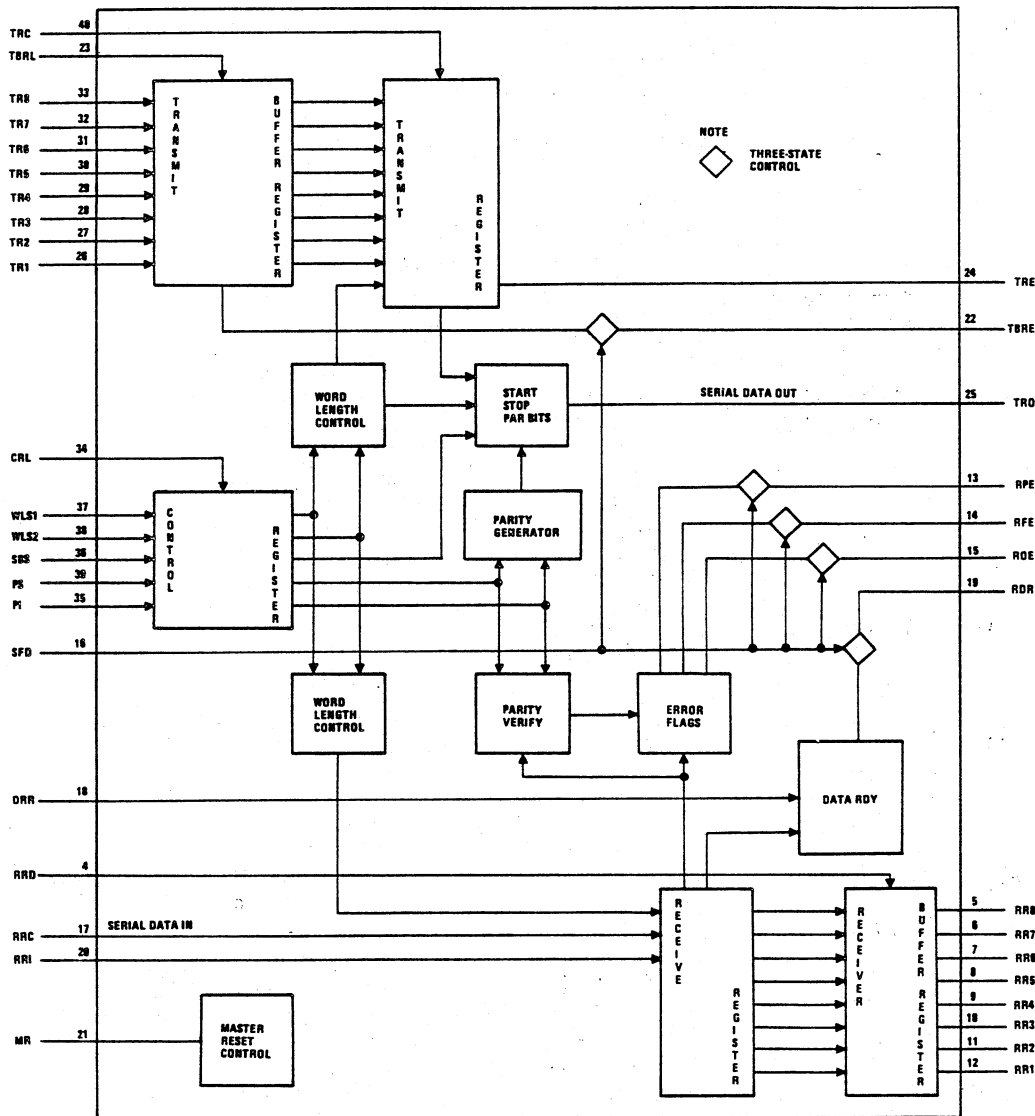 TRC 40
TBRL 23
TR8 33
TR7 32
TR6 31
TR5 30
TR4 29
TR3 28
TR2 27
TR1 26
TRANSMIT BUFFER REGISTER
TRANSMIT REGISTER
NOTE
THREE-STATE
CONTROL
24 TRE
22 TBRE
WORD
LENGTH
CONTROL
START
STOP
PAR BITS
SERIAL DATA OUT
25 TRO
CRL 34
WLS1 37
WLS2 38
SBS 36
PS 39
PI 35
CONTROL REGISTER
PARITY
GENERATOR
13 RPE
14 RFE
15 ROE
19 RDR
SFD 16
WORD
LENGTH
CONTROL
PARITY
VERIFY
ERROR
FLAGS
DRR 18
DATA RDY
RRD 4
RRC 17 SERIAL DATA IN
RRI 20
RECEIVE REGISTER
RECEIVER BUFFER REGISTER
5 RR8
6 RR7
7 RR6
8 RR5
9 RR4
10 RR3
11 RR2
12 RR1
MR 21
MASTER
RESET
CONTROL